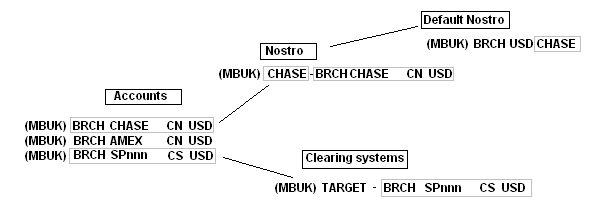 Default Nostro
(MBUK) BRCH USD CHASE
Nostro
(MBUK) CHASE - BRCH CHASE CN USD
Accounts
(MBUK) BRCH CHASE CN USD
(MBUK) BRCH AMEX CN USD
(MBUK) BRCH SPnnn CS USD
Clearing systems
(MBUK) TARGET - BRCH SPnnn CS USD